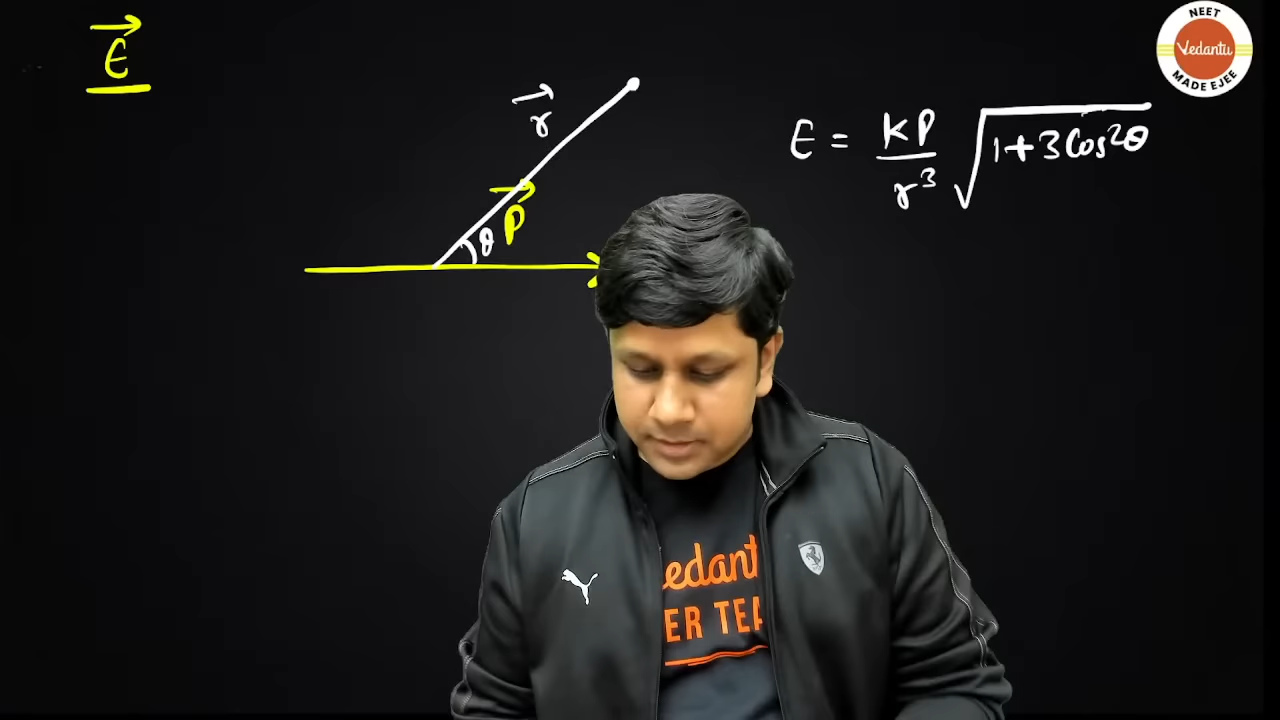 E⃗
r⃗
P⃗
θ
E = KP/r³ √(1+3Cos²θ)
NEET
Vedantu
MADE EJEE
edant
ER TEA